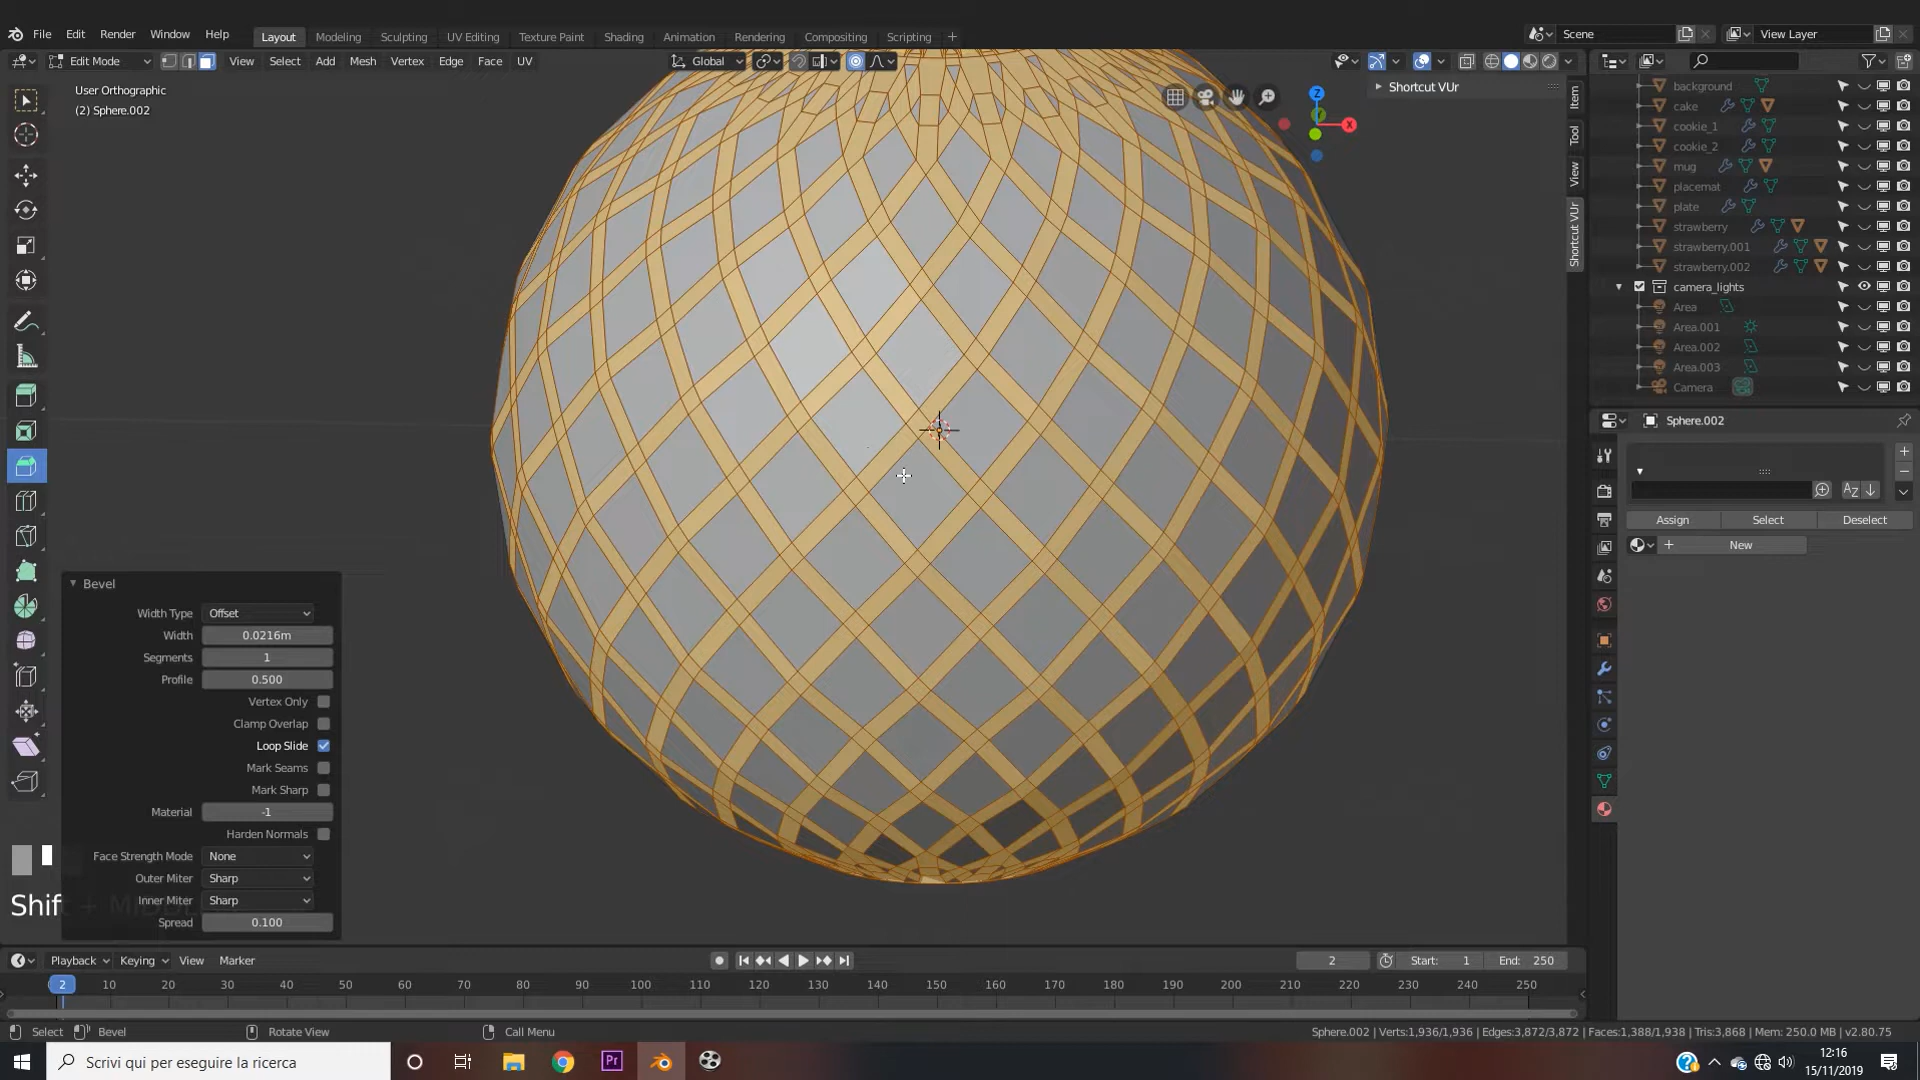 File Edit Render Window Help Layout Modeling Sculpting UV Editing Texture Paint Shading Animation Rendering Compositing Scripting + Scene View Layer
Edit Mode View Select Add Mesh Vertex Edge Face UV Global
User Orthographic
(2) Sphere.002
Shortcut VUr
Z
X
Item
Tool
View
Shortcut VUr
background
cake
cookie_1
cookie_2
mug
placemat
plate
strawberry
strawberry.001
strawberry.002
camera_lights
Area
Area.001
Area.002
Area.003
Camera
Sphere.002
Assign Select Deselect
New
Bevel
Width Type Offset
Width 0.0216m
Segments 1
Profile 0.500
Vertex Only
Clamp Overlap
Loop Slide
Mark Seams
Mark Sharp
Material -1
Harden Normals
Face Strength Mode None
Outer Miter Sharp
Inner Miter Sharp
Spread 0.100
Playback Keying View Marker 2 Start: 1 End: 250
2 10 20 30 40 50 60 70 80 90 100 110 120 130 140 150 160 170 180 190 200 210 220 230 240 250
Select Bevel Rotate View Call Menu Sphere.002 | Verts:1,936/1,936 | Edges:3,872/3,872 | Faces:1,388/1,938 | Tris:3,868 | Mem: 250.0 MB | v2.80.75
Scrivi qui per eseguire la ricerca Pr
12:16
15/11/2019